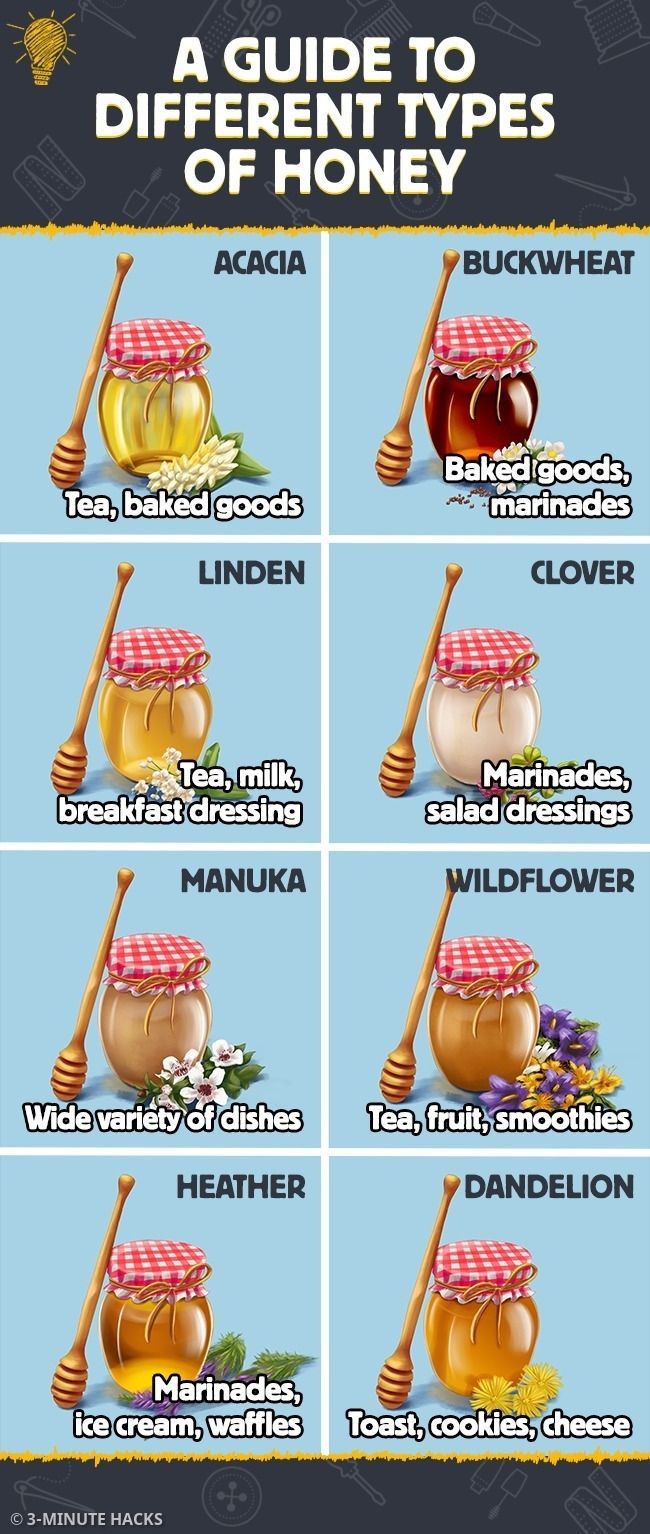 A GUIDE TO
DIFFERENT TYPES
OF HONEY
ACACIA
Tea, baked goods
BUCKWHEAT
Baked goods,
marinades
LINDEN
Tea, milk,
breakfast dressing
CLOVER
Marinades,
salad dressings
MANUKA
Wide variety of dishes
WILDFLOWER
Tea, fruit, smoothies
HEATHER
Marinades,
ice cream, waffles
DANDELION
Toast, cookies, cheese
© 3-MINUTE HACKS